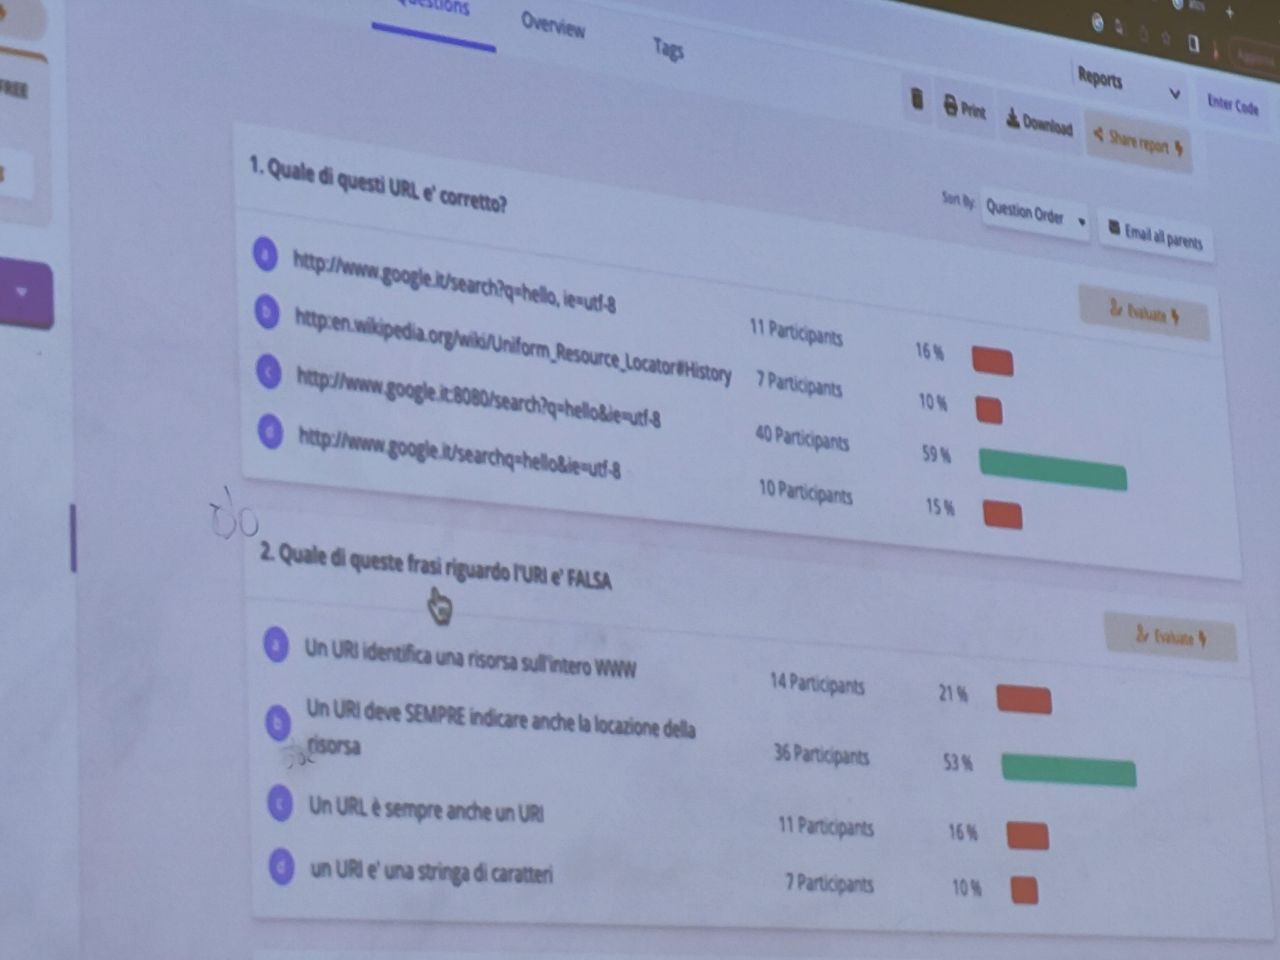 Questions
Overview
Tags
Reports
Enter Code
FREE
Print
Download
Share report
Sort By:
Question Order
Email all parents
1. Quale di questi URL e' corretto?
Evaluate
a
http://www.google.it/search?q=hello, ie=utf-8
11 Participants
16 %
b
http:en.wikipedia.org/wiki/Uniform_Resource_Locator#History
7 Participants
10 %
c
http://www.google.it:8080/search?q=hello&ie=utf-8
40 Participants
59 %
d
http://www.google.it/searchq=hello&ie=utf-8
10 Participants
15 %
2. Quale di queste frasi riguardo l'URI e' FALSA
Evaluate
a
Un URI identifica una risorsa sull'intero WWW
14 Participants
21 %
b
Un URI deve SEMPRE indicare anche la locazione della
risorsa
36 Participants
53 %
c
Un URL è sempre anche un URI
11 Participants
16 %
d
un URI e' una stringa di caratteri
7 Participants
10 %